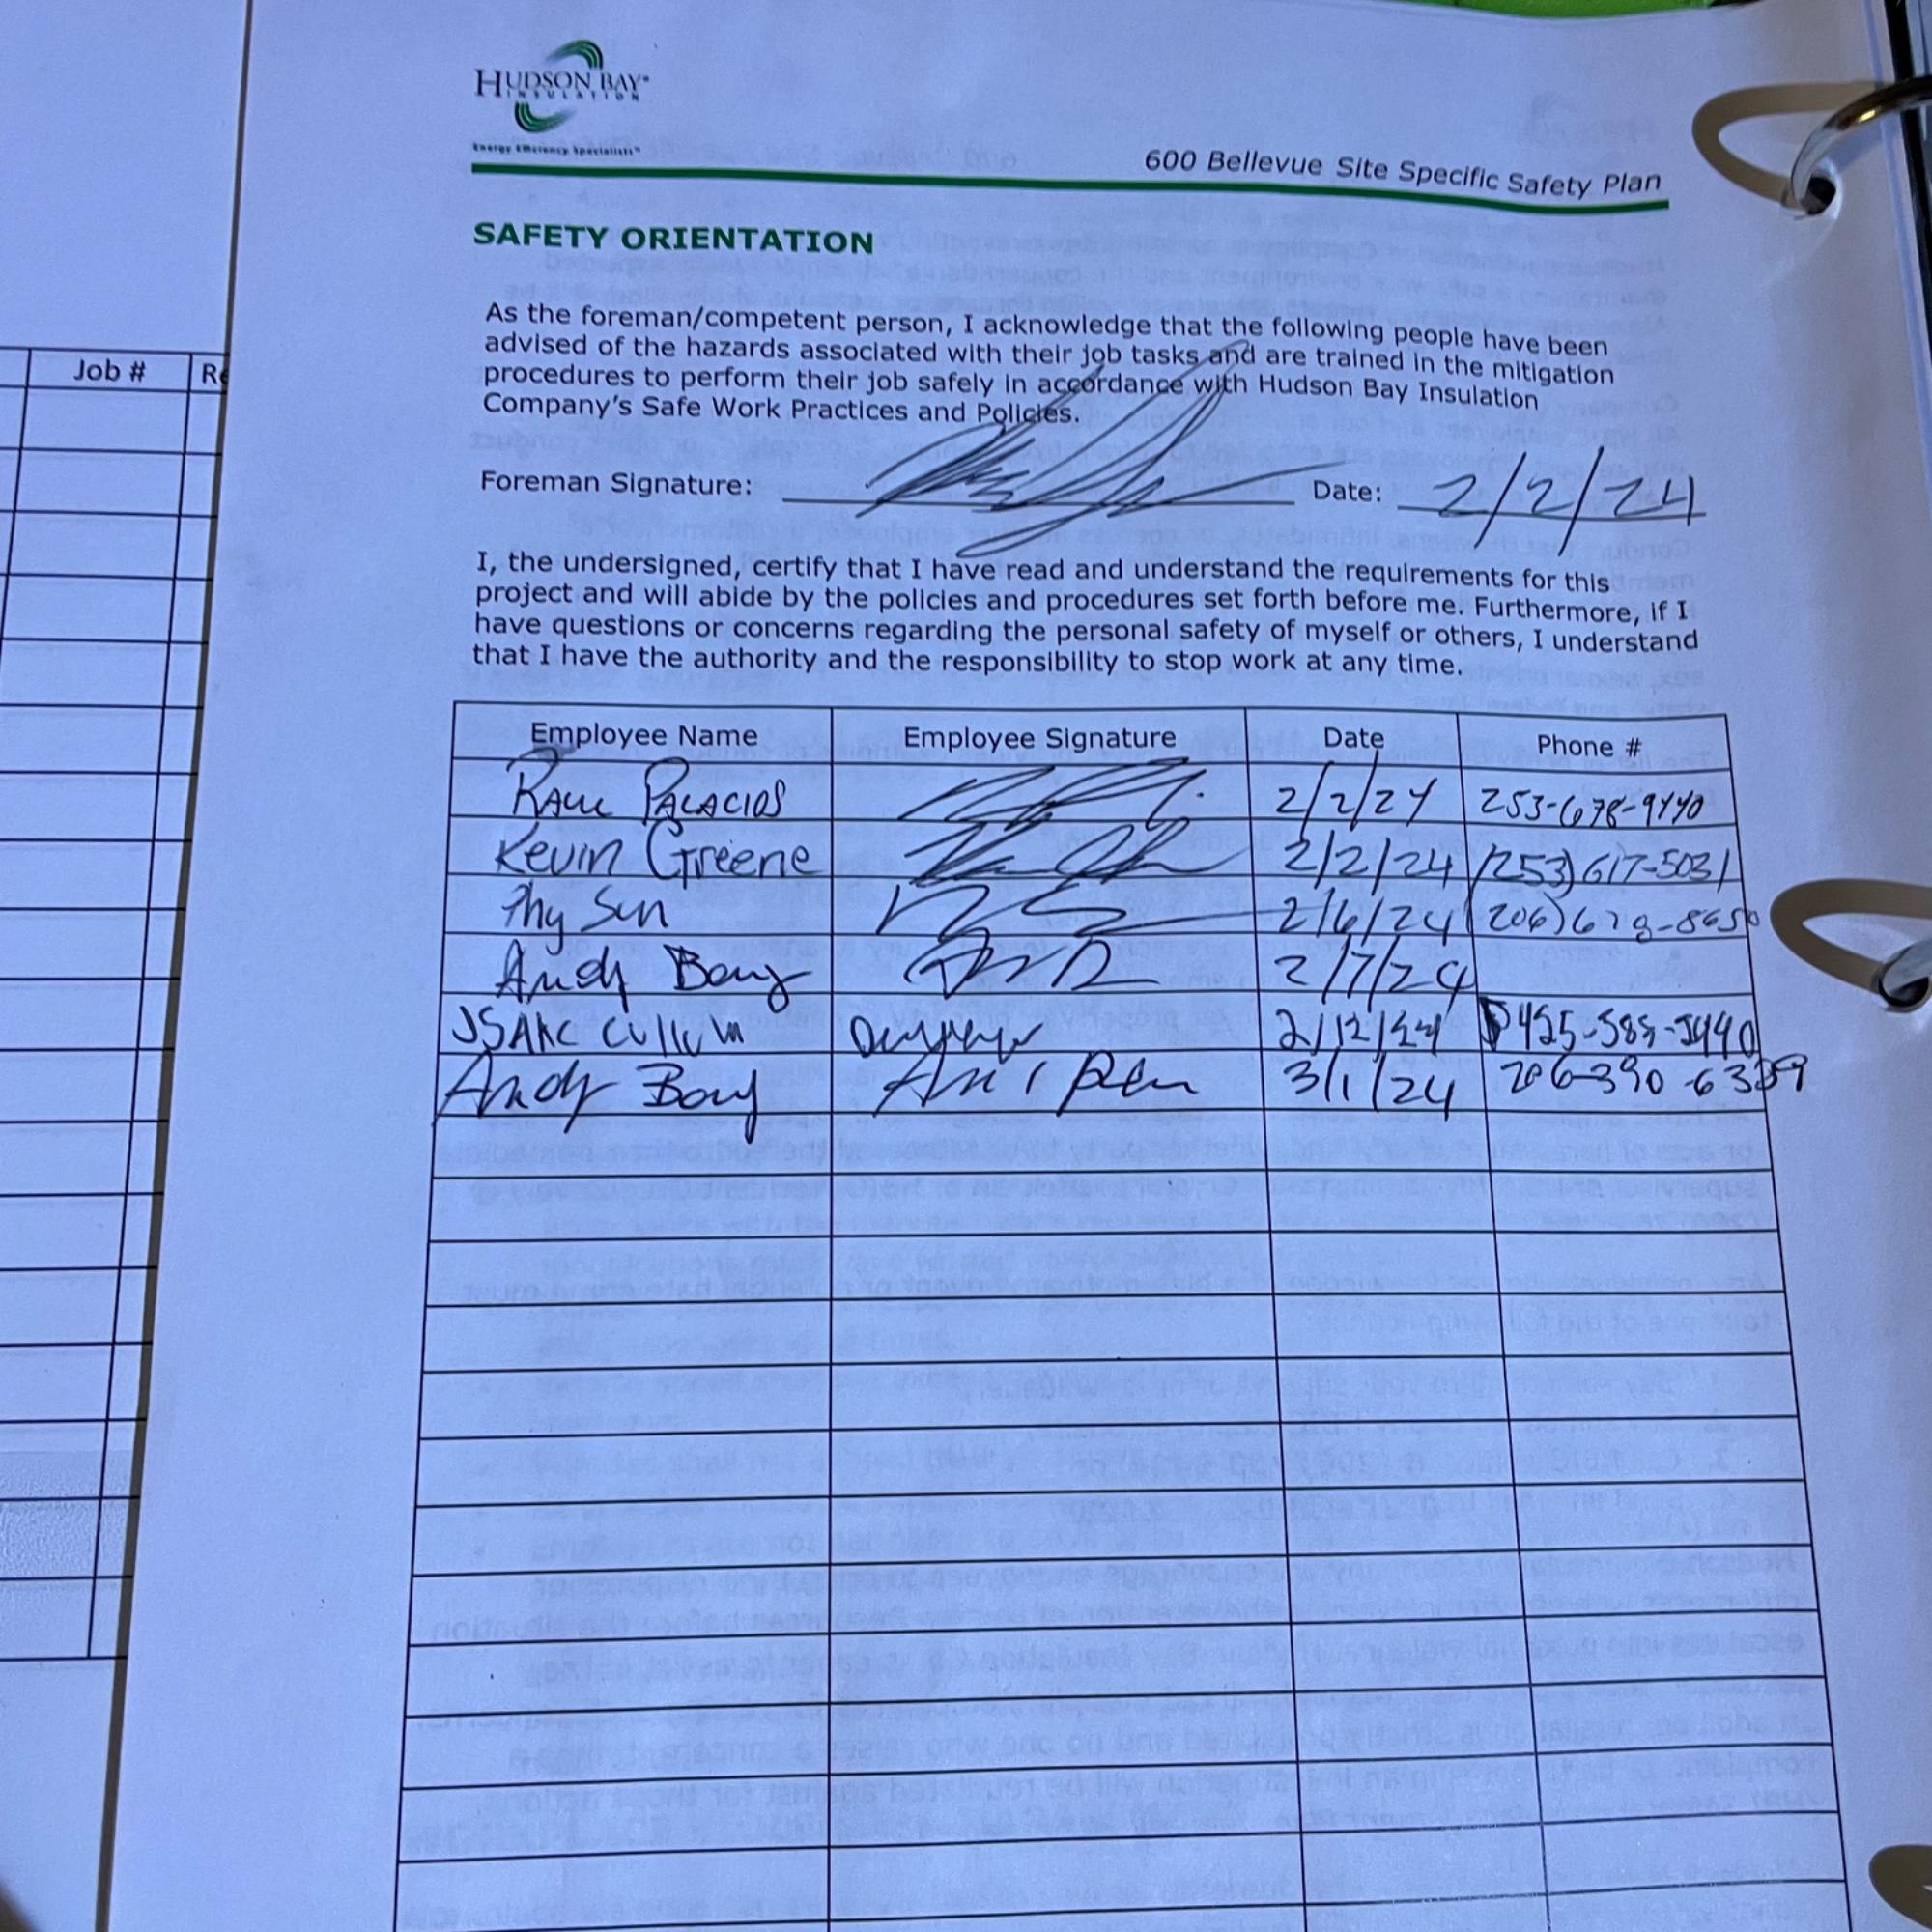 HUDSON BAY
INSULATION
Energy Efficiency Specialists
600 Bellevue Site Specific Safety Plan
SAFETY ORIENTATION
As the foreman/competent person, I acknowledge that the following people have been
advised of the hazards associated with their job tasks and are trained in the mitigation
procedures to perform their job safely in accordance with Hudson Bay Insulation
Company's Safe Work Practices and Policies.
Foreman Signature: Date: 2/2/24
I, the undersigned, certify that I have read and understand the requirements for this
project and will abide by the policies and procedures set forth before me. Furthermore, if I
have questions or concerns regarding the personal safety of myself or others, I understand
that I have the authority and the responsibility to stop work at any time.
Employee Name Employee Signature Date Phone #
RAUL PALACIOS 2/2/24 253-678-9440
Kevin Greene 2/2/24 (253) 617-5031
Phy Sun 2/6/24 (206) 678-8650
Andy 2/7/24
ISAAC CULLUM 2/12/24
Andy 3/1/24
Job #